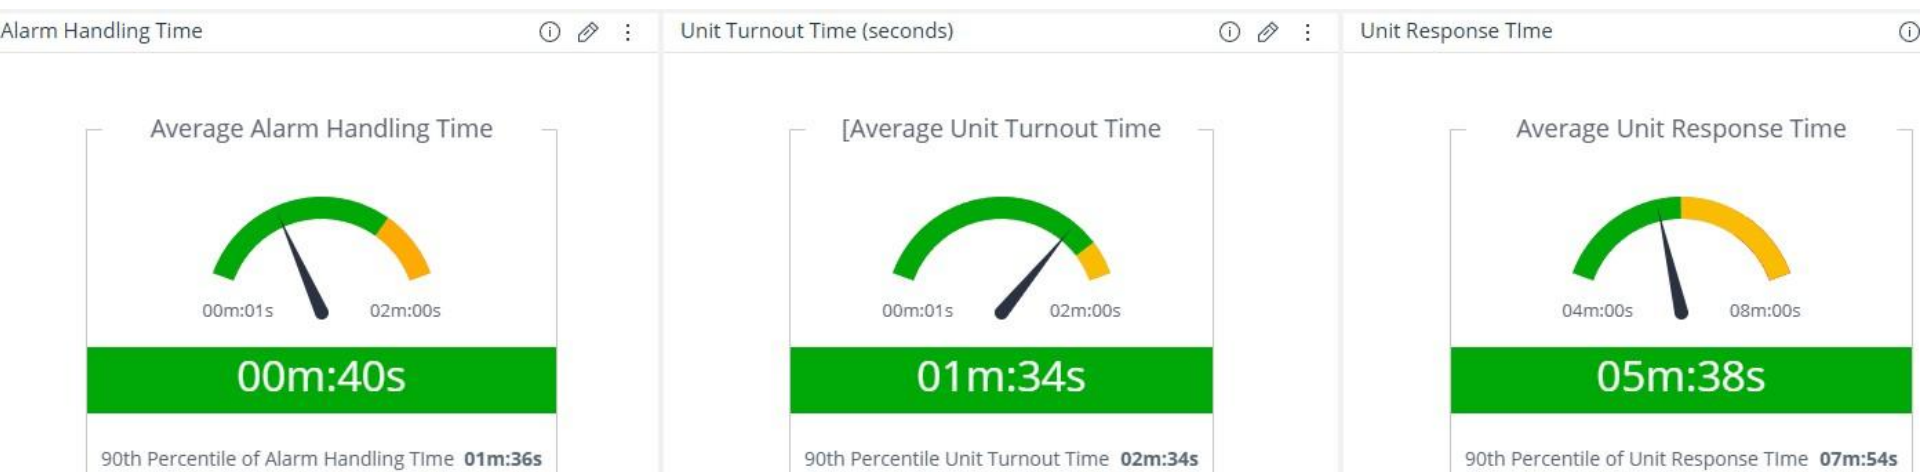 Alarm Handling Time
Unit Turnout Time (seconds)
Unit Response TIme
Average Alarm Handling Time
[Average Unit Turnout Time
Average Unit Response Time
00m:01s 02m:00s
00m:01s 02m:00s
04m:00s 08m:00s
00m:40s
01m:34s
05m:38s
90th Percentile of Alarm Handling TIme 01m:36s
90th Percentile Unit Turnout TIme 02m:34s
90th Percentile of Unit Response TIme 07m:54s